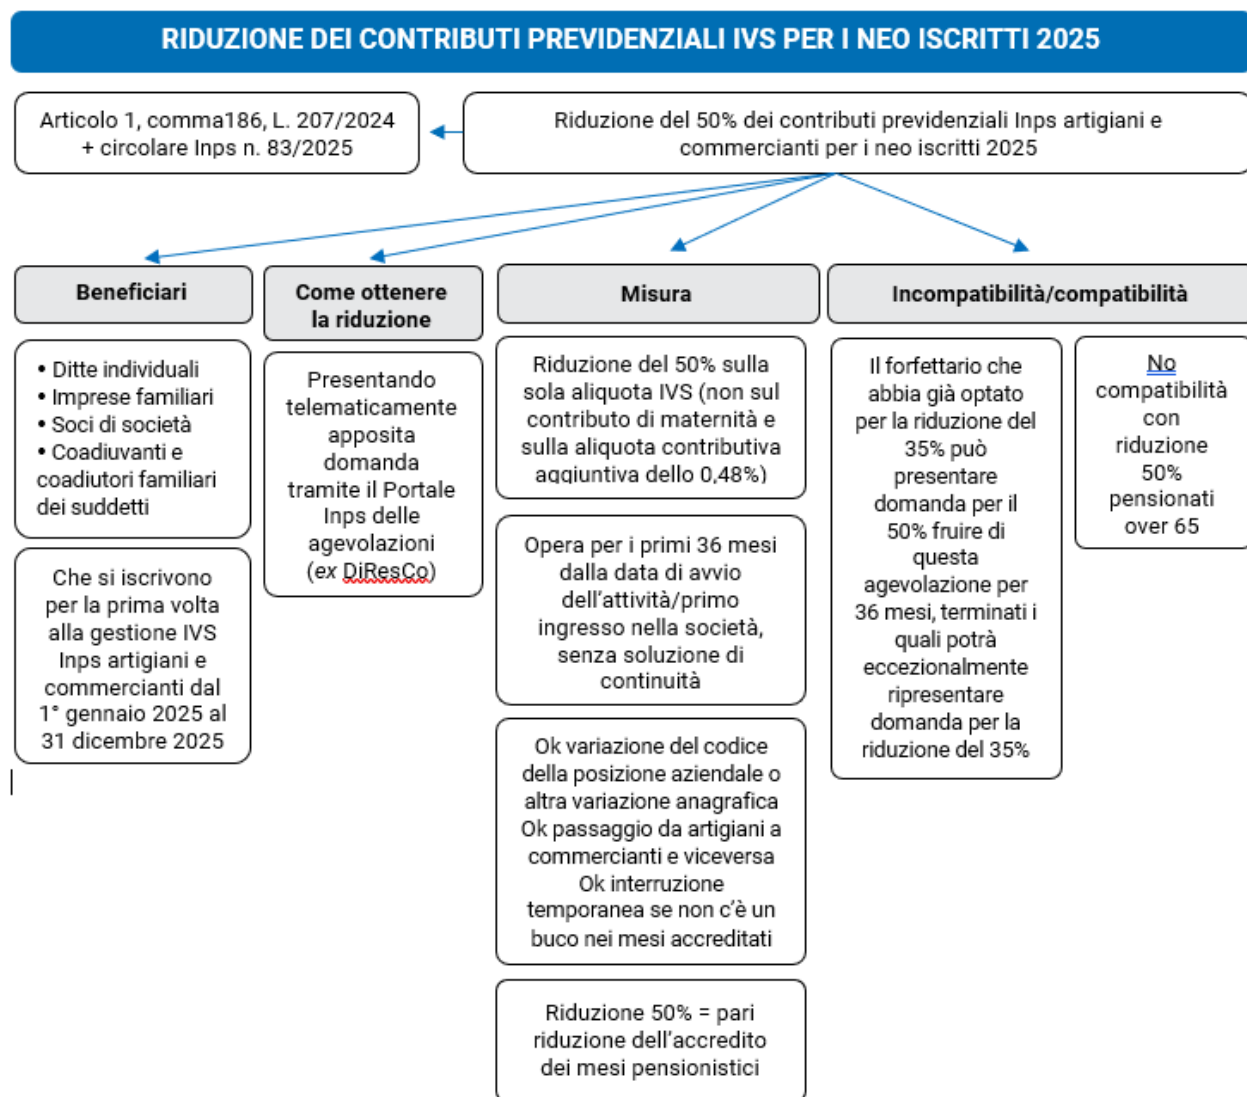 RIDUZIONE DEI CONTRIBUTI PREVIDENZIALI IVS PER I NEO ISCRITTI 2025
Articolo 1, comma186, L. 207/2024
+ circolare Inps n. 83/2025
Riduzione del 50% dei contributi previdenziali Inps artigiani e
commercianti per i neo iscritti 2025
Beneficiari
• Ditte individuali
• Imprese familiari
• Soci di società
• Coadiuvanti e
coadiutori familiari
dei suddetti
Che si iscrivono
per la prima volta
alla gestione IVS
Inps artigiani e
commercianti dal
1° gennaio 2025 al
31 dicembre 2025
Come ottenere
la riduzione
Presentando
telematicamente
apposita
domanda
tramite il Portale
Inps delle
agevolazioni
(ex DiResCo)
Misura
Riduzione del 50% sulla
sola aliquota IVS (non sul
contributo di maternità e
sulla aliquota contributiva
aggiuntiva dello 0,48%)
Opera per i primi 36 mesi
dalla data di avvio
dell'attività/primo
ingresso nella società,
senza soluzione di
continuità
Ok variazione del codice
della posizione aziendale o
altra variazione anagrafica
Ok passaggio da artigiani a
commercianti e viceversa
Ok interruzione
temporanea se non c'è un
buco nei mesi accreditati
Riduzione 50% = pari
riduzione dell'accredito
dei mesi pensionistici
Incompatibilità/compatibilità
Il forfettario che
abbia già optato
per la riduzione del
35% può
presentare
domanda per il
50% fruire di
questa
agevolazione per
36 mesi, terminati i
quali potrà
eccezionalmente
ripresentare
domanda per la
riduzione del 35%
No
compatibilità
con
riduzione
50%
pensionati
over 65